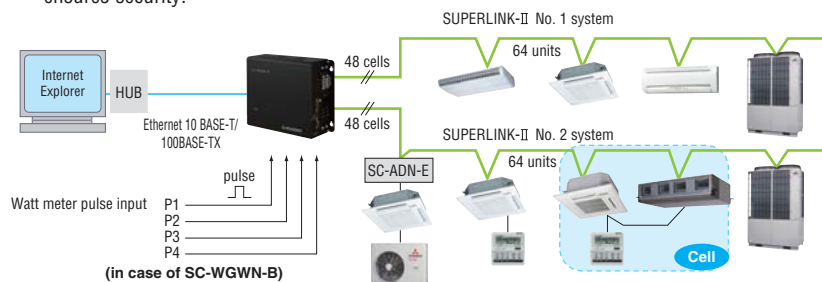 ensures security.
SUPERLINK-II No. 1 system
48 cells
64 units
Internet
Explorer
HUB
Ethernet 10 BASE-T/
100BASE-TX
48 cells
SUPERLINK-II No. 2 system
64 units
SC-ADN-E
pulse
Watt meter pulse input
P1
P2
P3
P4
(in case of SC-WGWN-B)
Cell